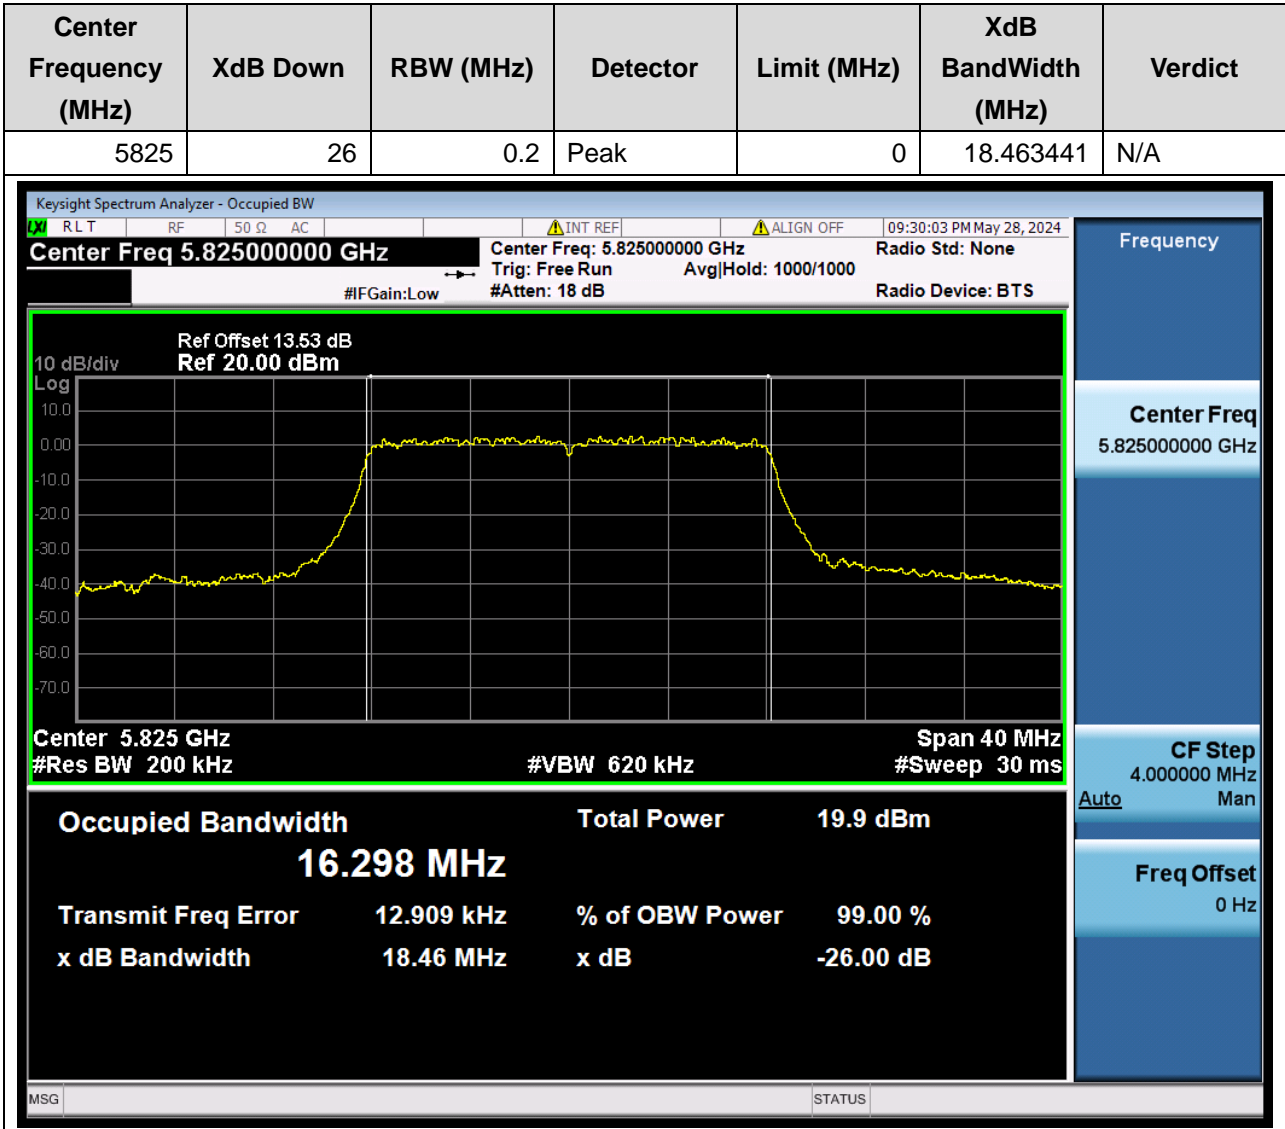 Center Frequency (MHz) XdB Down RBW (MHz) Detector Limit (MHz) XdB BandWidth (MHz) Verdict
5825 26 0.2 Peak 0 18.463441 N/A
Keysight Spectrum Analyzer - Occupied BW
LXI R L T RF 50 Ω AC INT REF ALIGN OFF 09:30:03 PM May 28, 2024
Center Freq 5.825000000 GHz
Center Freq: 5.825000000 GHz
Radio Std: None
Trig: Free Run Avg|Hold: 1000/1000
#IFGain:Low
#Atten: 18 dB
Radio Device: BTS
Ref Offset 13.53 dB
10 dB/div Ref 20.00 dBm
Log
10.0
0.00
-10.0
-20.0
-30.0
-40.0
-50.0
-60.0
-70.0
Center 5.825 GHz Span 40 MHz
#Res BW 200 kHz #VBW 620 kHz #Sweep 30 ms
Occupied Bandwidth Total Power 19.9 dBm
16.298 MHz
Transmit Freq Error 12.909 kHz % of OBW Power 99.00 %
x dB Bandwidth 18.46 MHz x dB -26.00 dB
Frequency
Center Freq
5.825000000 GHz
CF Step
4.000000 MHz
Auto Man
Freq Offset
0 Hz
MSG STATUS